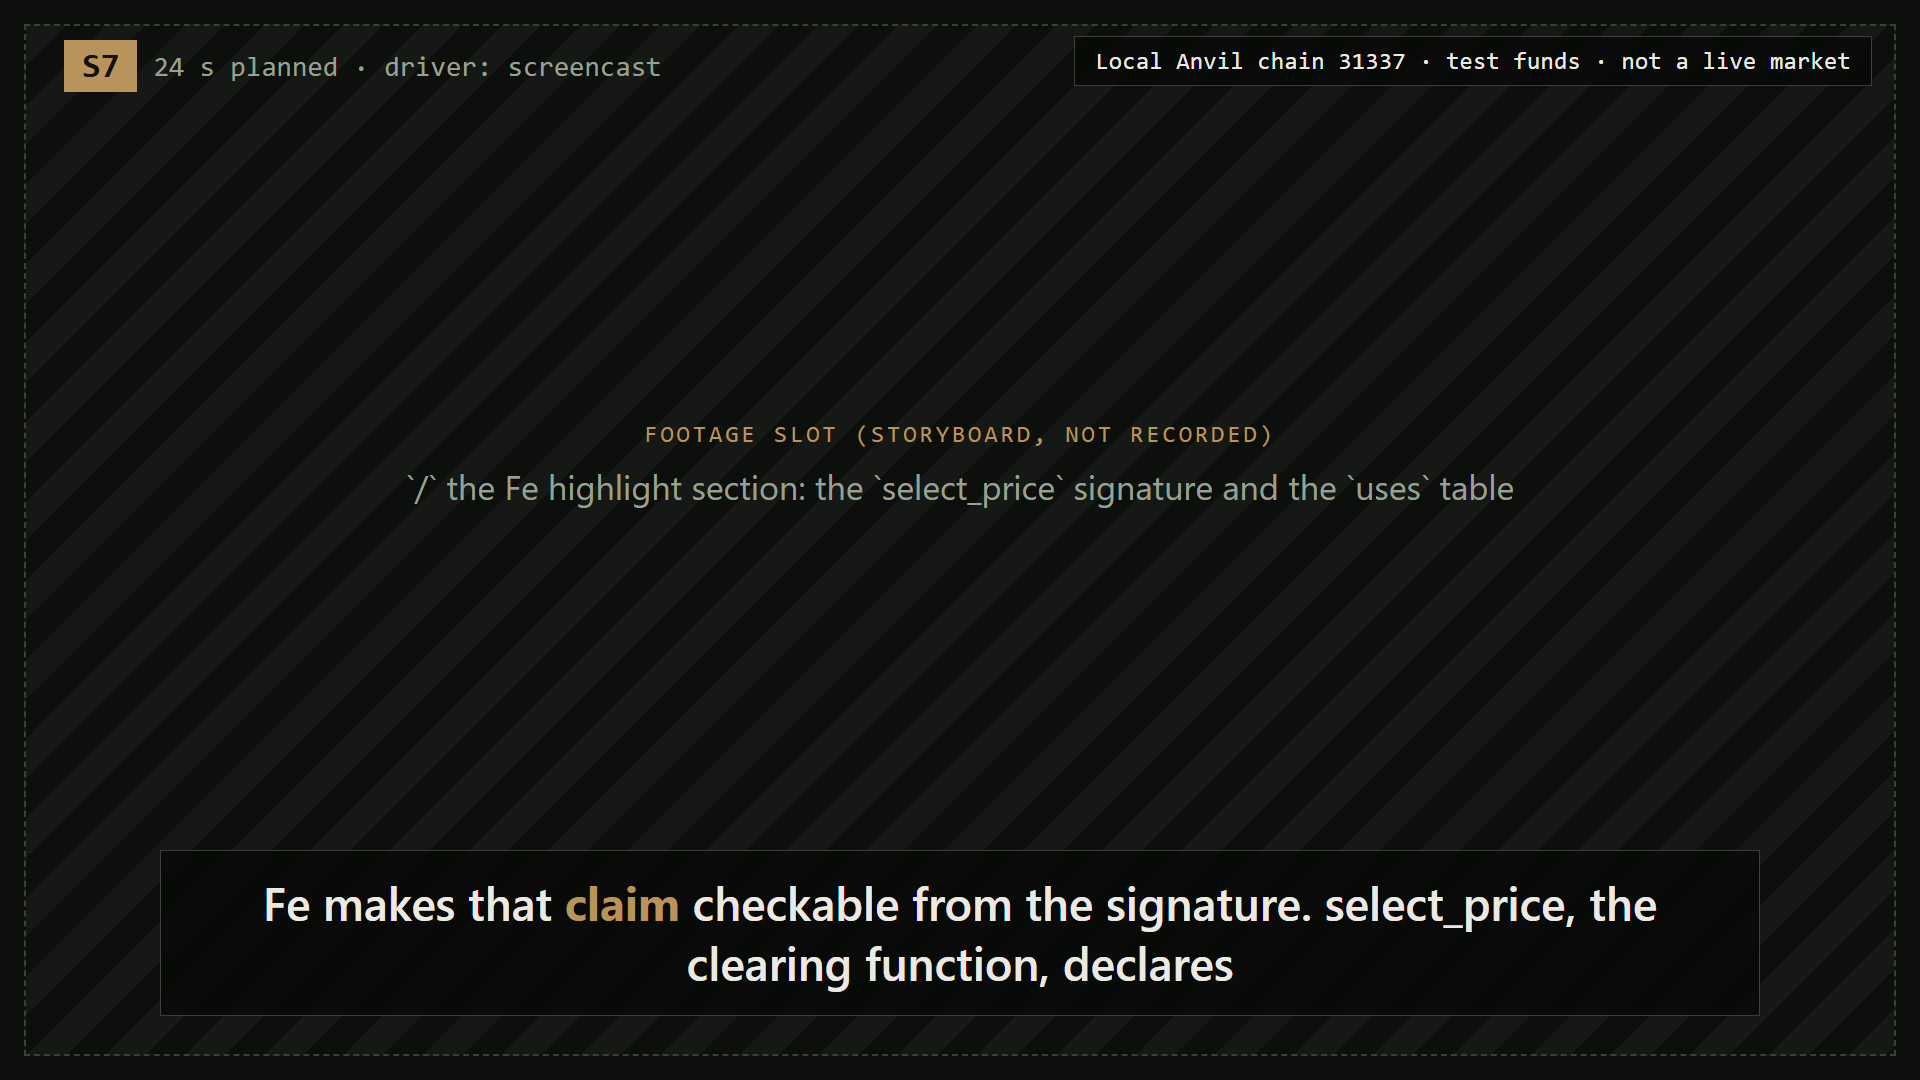 S7 24 s planned · driver: screencast
Local Anvil chain 31337 · test funds · not a live market
FOOTAGE SLOT (STORYBOARD, NOT RECORDED)
`/` the Fe highlight section: the `select_price` signature and the `uses` table
Fe makes that claim checkable from the signature. select_price, the
clearing function, declares